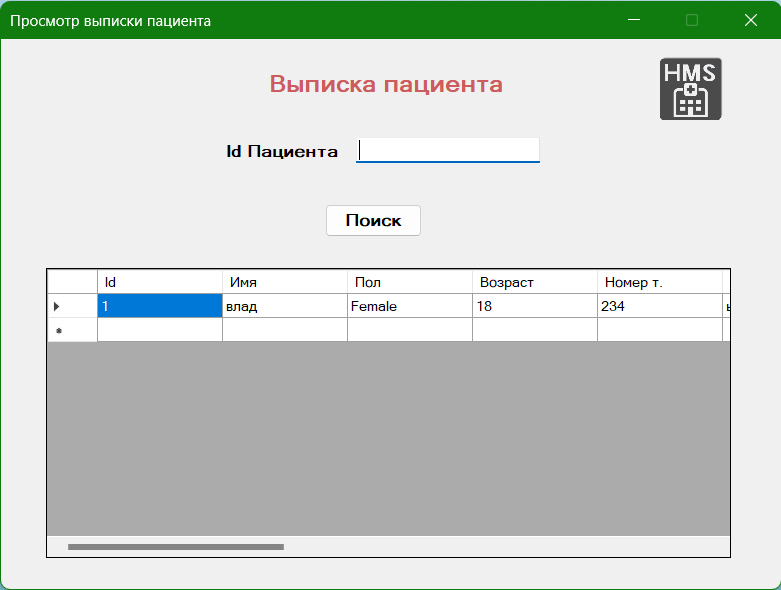 Просмотр выписки пациента
HMS
Выписка пациента
Id Пациента
Поиск
Id Имя Пол Возраст Номер т.
1 влад Female 18 234